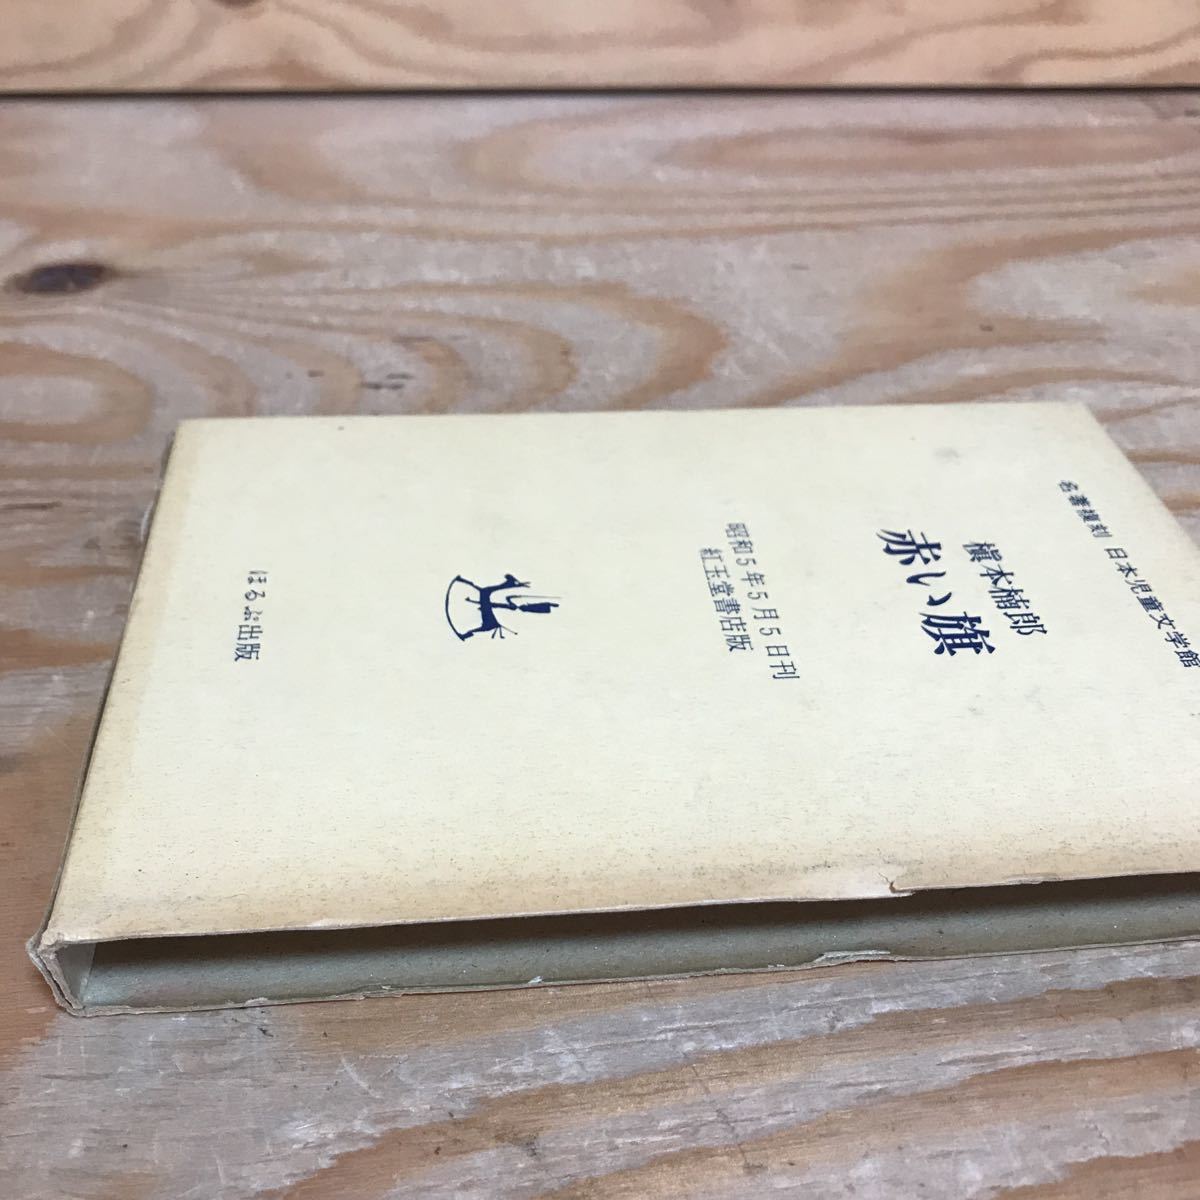 名著複刻 日本児童文学館
槇本楠郎
赤い旗
昭和5年5月5日刊
紅玉堂書店版
ほるぷ出版